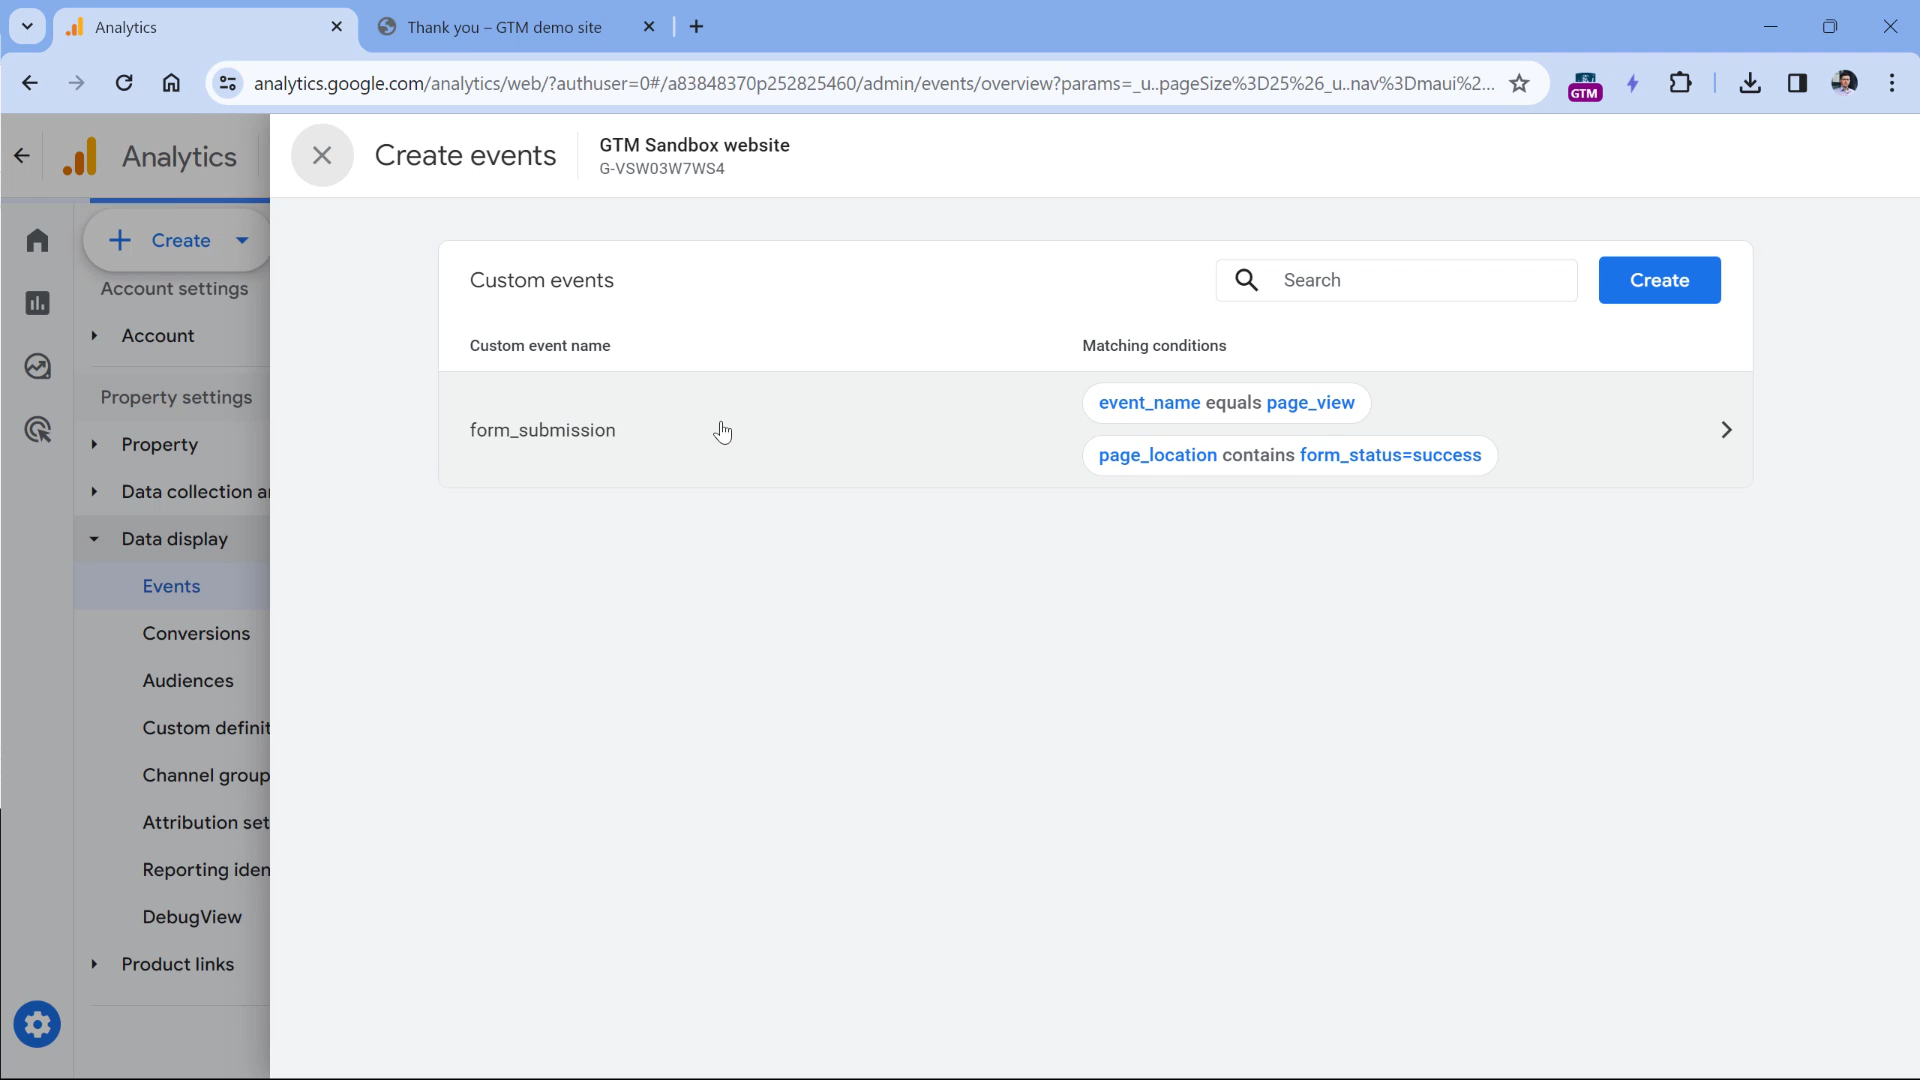 Analytics
Thank you – GTM demo site
analytics.google.com/analytics/web/?authuser=0#/a83848370p252825460/admin/events/overview?params=_u..pageSize%3D25%26_u..nav%3Dmaui%2...
GTM
Analytics
Create events
GTM Sandbox website
G-VSW03W7WS4
Create
Account settings
Account
Property settings
Property
Data collection a
Data display
Events
Conversions
Audiences
Custom definit
Channel group
Attribution set
Reporting iden
DebugView
Product links
Custom events
Search
Create
Custom event name
Matching conditions
form_submission
event_name equals page_view
page_location contains form_status=success